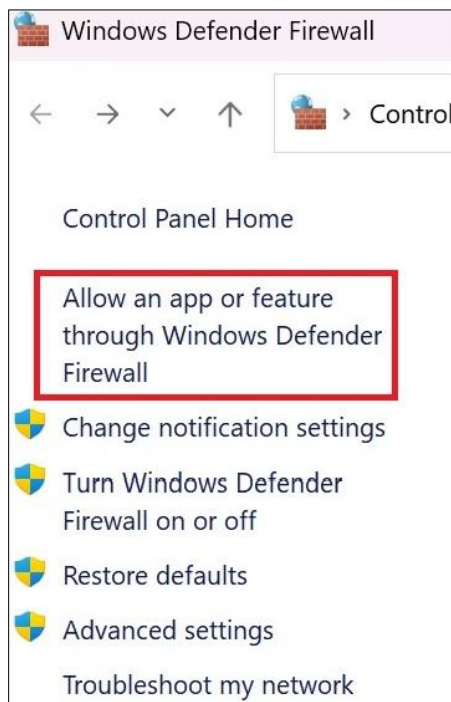 Windows Defender Firewall
Control
Control Panel Home
Allow an app or feature
through Windows Defender
Firewall
Change notification settings
Turn Windows Defender
Firewall on or off
Restore defaults
Advanced settings
Troubleshoot my network